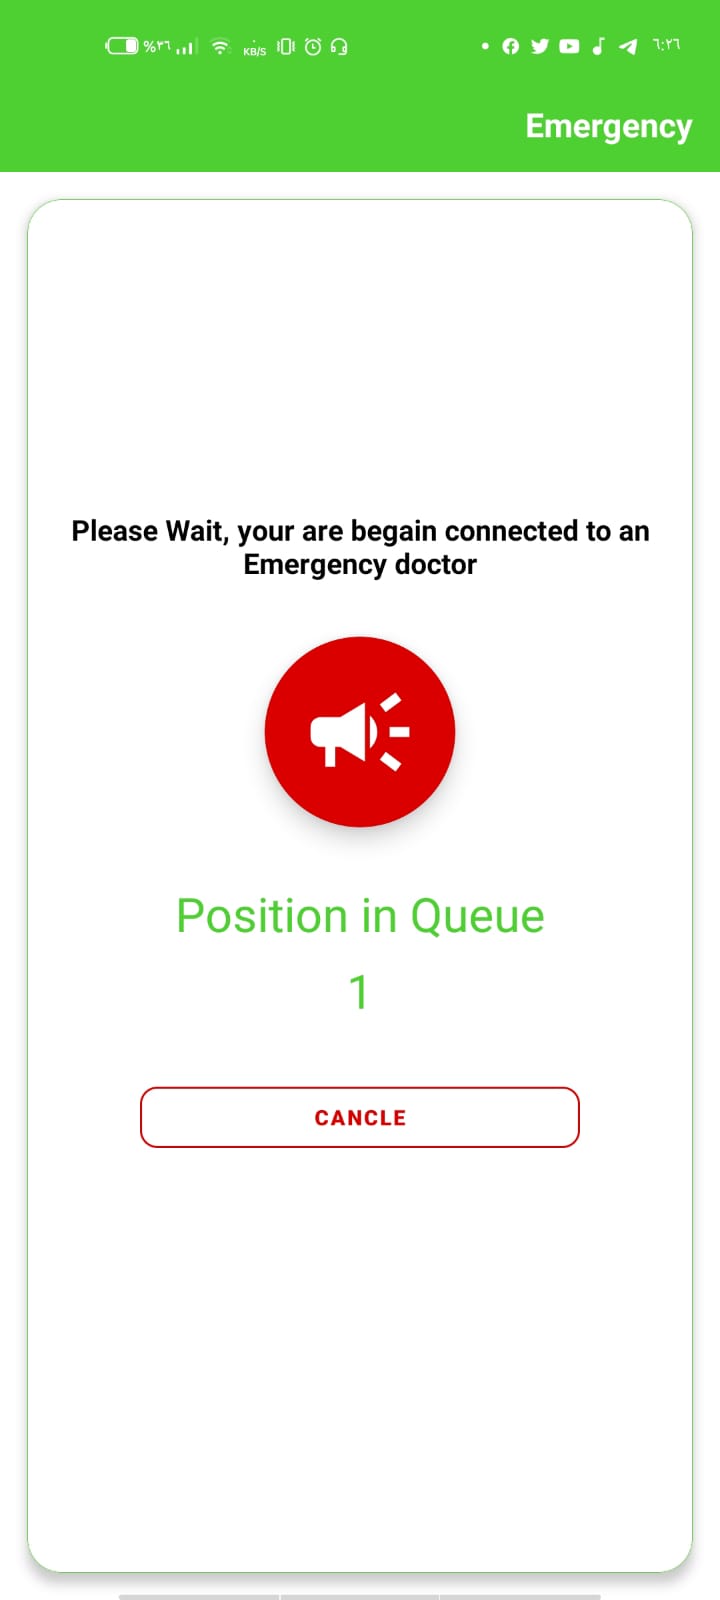 %٣٦ KB/S ٦:٢٦
Emergency
Please Wait, your are begain connected to an
Emergency doctor
Position in Queue
1
CANCLE